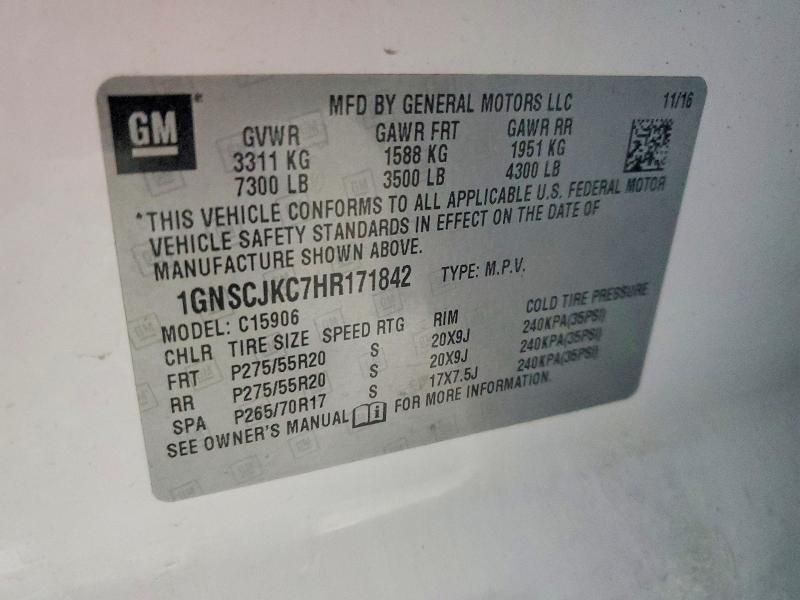 GM
MFD BY GENERAL MOTORS LLC 11/16
GVWR GAWR FRT GAWR RR
3311 KG 1588 KG 1951 KG
7300 LB 3500 LB 4300 LB
*THIS VEHICLE CONFORMS TO ALL APPLICABLE U.S. FEDERAL MOTOR
VEHICLE SAFETY STANDARDS IN EFFECT ON THE DATE OF
MANUFACTURE SHOWN ABOVE.
1GNSCJKC7HR171842 TYPE: M.P.V.
MODEL: C15906
CHLR TIRE SIZE SPEED RTG RIM COLD TIRE PRESSURE
FRT P275/55R20 S 20X9J 240KPA(35PSI)
RR P275/55R20 S 20X9J 240KPA(35PSI)
SPA P265/70R17 S 17X7.5J 240KPA(35PSI)
SEE OWNER'S MANUAL FOR MORE INFORMATION.